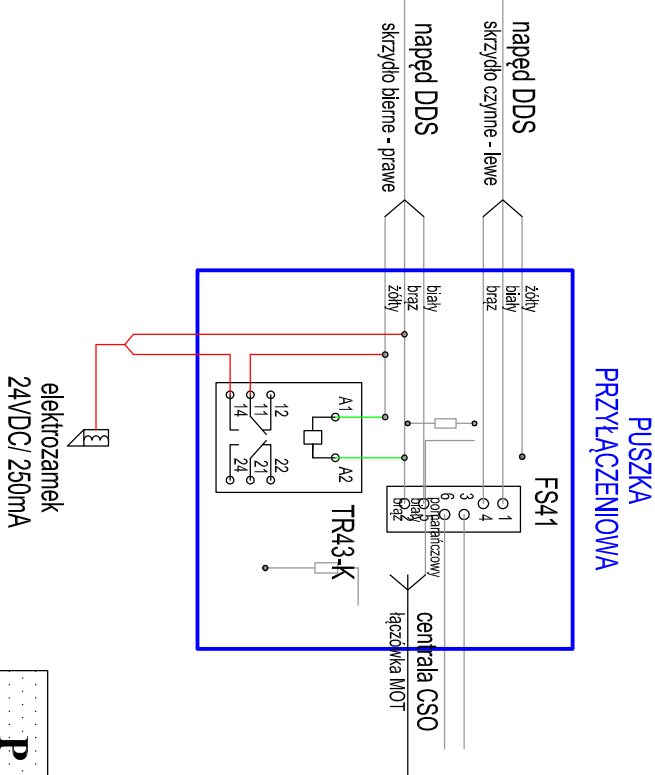 PUSZKA
PRZYŁĄCZENIOWA
napęd DDS
skrzydło czynne - lewe
napęd DDS
skrzydło bierne - prawe
żółty
biały
brąz
biały
brąz
żółty
FS41
1
4
3
6
5
2
pomarańczowy
biały
brąz
A1
A2
12
11
14
22
21
24
TR43-K
centrala CSO
łączówka MOT
elektrozamek
24VDC/ 250mA
P